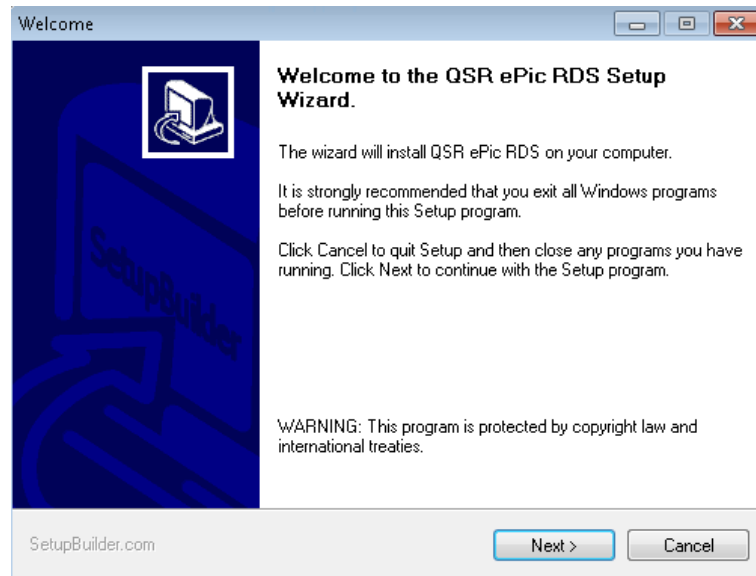 Welcome
Welcome to the QSR ePic RDS Setup
Wizard.
The wizard will install QSR ePic RDS on your computer.
It is strongly recommended that you exit all Windows programs
before running this Setup program.
Click Cancel to quit Setup and then close any programs you have
running. Click Next to continue with the Setup program.
SetupBuilder
WARNING: This program is protected by copyright law and
international treaties.
SetupBuilder.com
Next >
Cancel